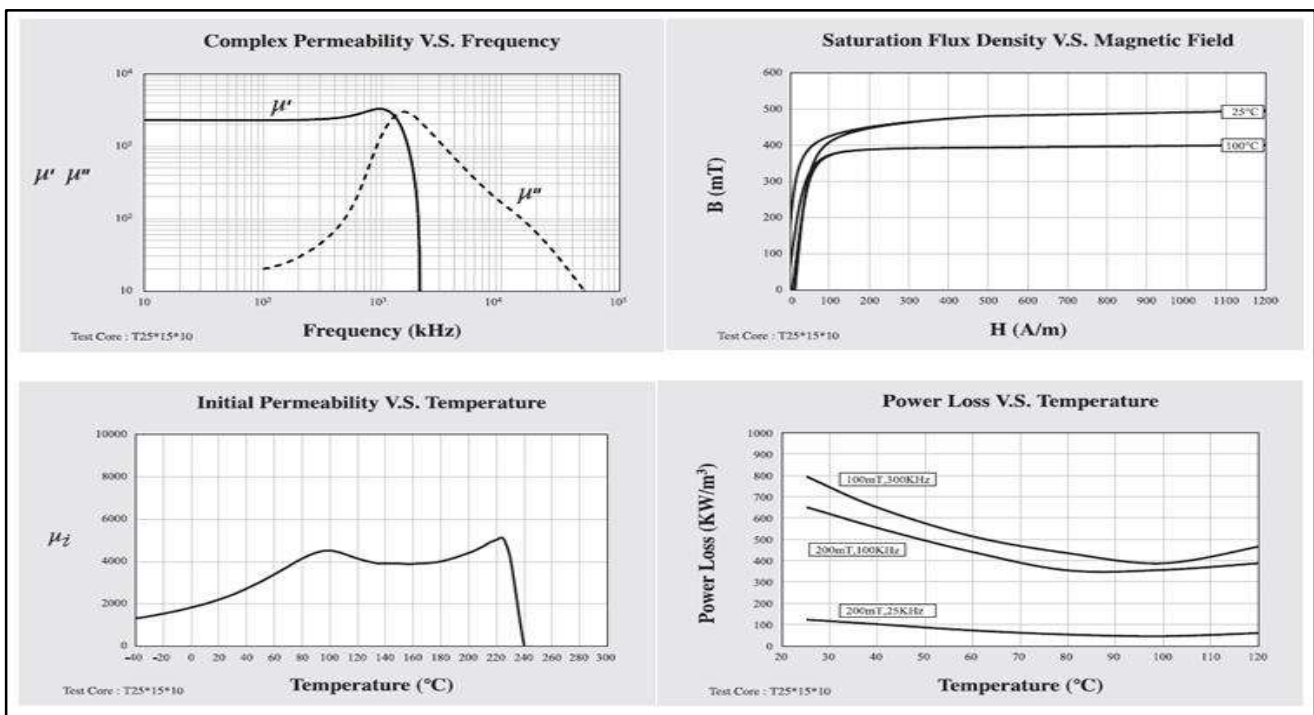 Complex Permeability V.S. Frequency
10⁴
10³
10²
10
μ' μ"
μ'
μ"
10 10² 10³ 10⁴ 10⁵
Frequency (kHz)
Test Core : T25*15*10
Saturation Flux Density V.S. Magnetic Field
600
500
400
300
200
100
0
B (mT)
25°C
100°C
0 100 200 300 400 500 600 700 800 900 1000 1100 1200
H (A/m)
Test Core : T25*15*10
Initial Permeability V.S. Temperature
10000
8000
6000
4000
2000
0
μi
-40 -20 0 20 40 60 80 100 120 140 160 180 200 220 240 260 280 300
Temperature (°C)
Test Core : T25*15*10
Power Loss V.S. Temperature
1000
900
800
700
600
500
400
300
200
100
0
Power Loss (KW/m³)
100mT,300KHz
200mT,100KHz
200mT,25KHz
20 30 40 50 60 70 80 90 100 110 120
Temperature (°C)
Test Core : T25*15*10